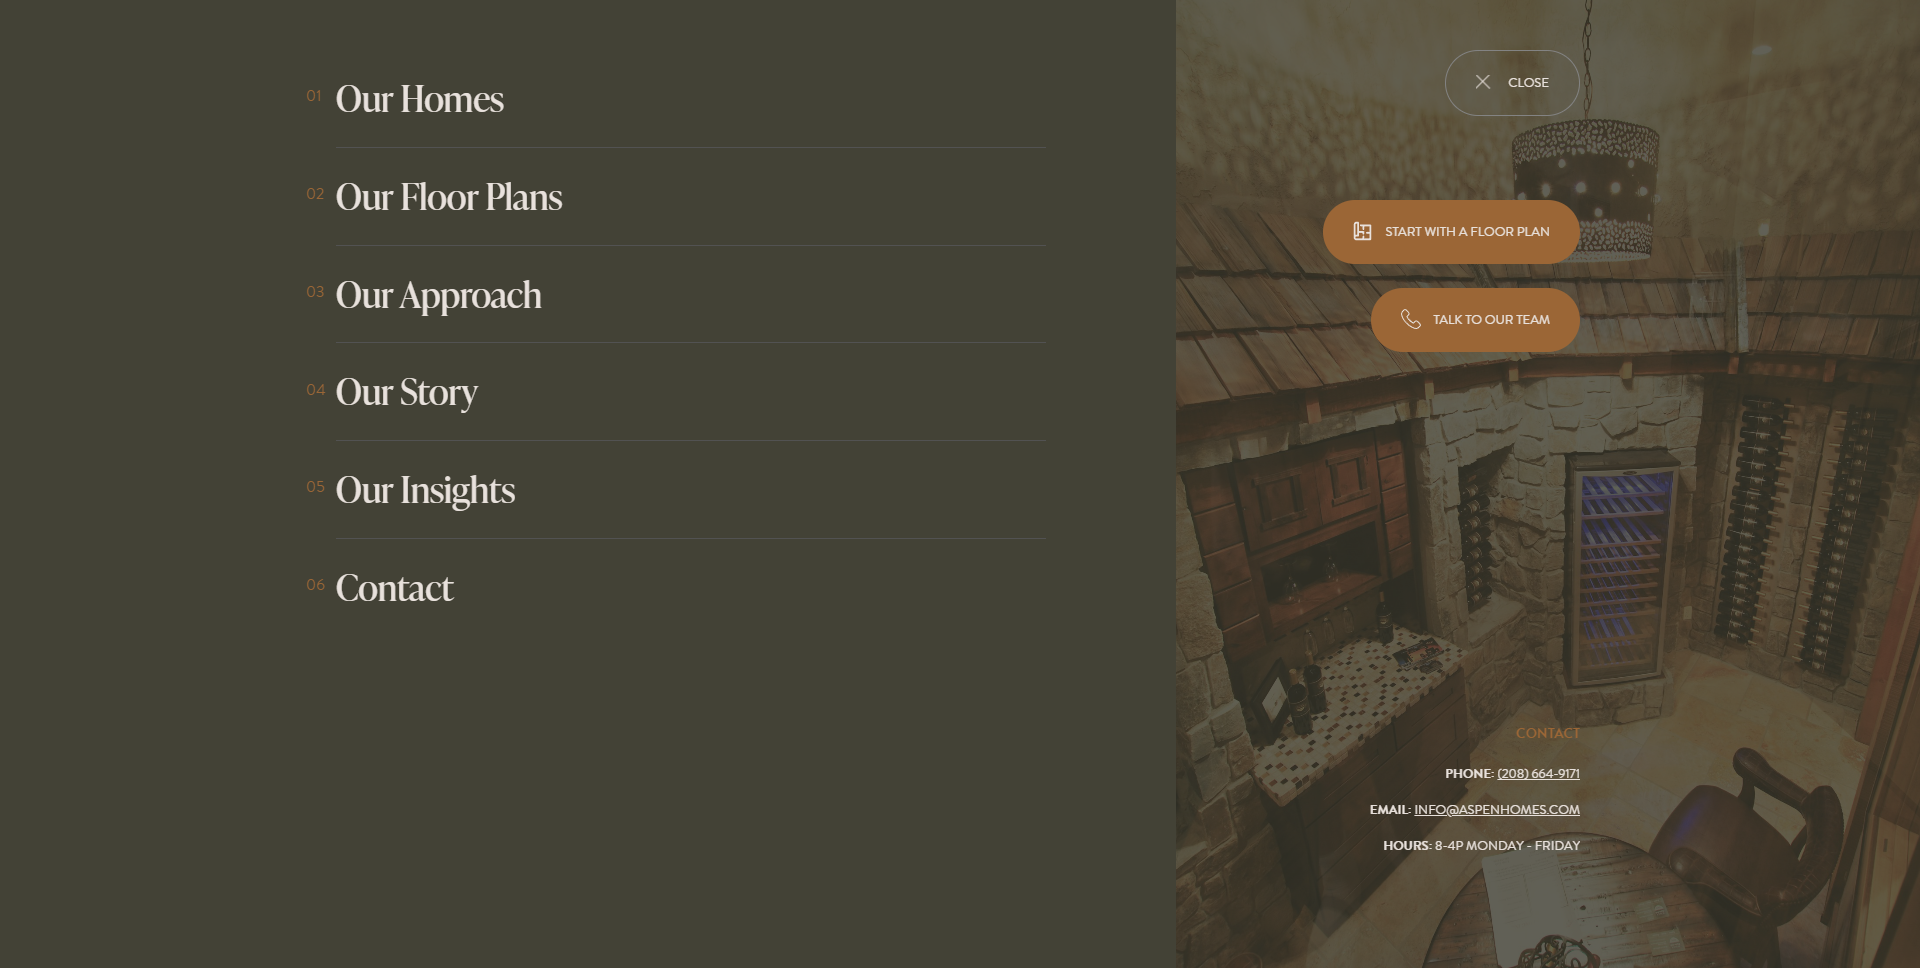 01 Our Homes
02 Our Floor Plans
03 Our Approach
04 Our Story
05 Our Insights
06 Contact
CLOSE
START WITH A FLOOR PLAN
TALK TO OUR TEAM
CONTACT
PHONE: (208) 664-9171
EMAIL: INFO@ASPENHOMES.COM
HOURS: 8-4P MONDAY - FRIDAY